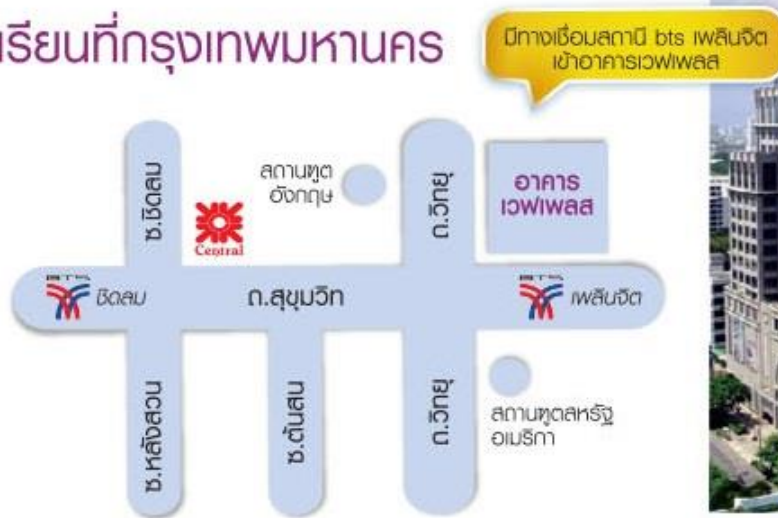 เรียนที่กรุงเทพมหานคร
มีทางเชื่อมสถานี bts เพลินจิต
เข้าอาคารเวฟเพลส
ซ.ชิดลม
สถานฑูต
อังกฤษ
ถ.วิทยุ
อาคาร
เวฟเพลส
Central
ชิดลม
ถ.สุขุมวิท
เพลินจิต
ซ.หลังสวน
ซ.ต้นสน
ถ.วิทยุ
สถานฑูตสหรัฐ
อเมริกา